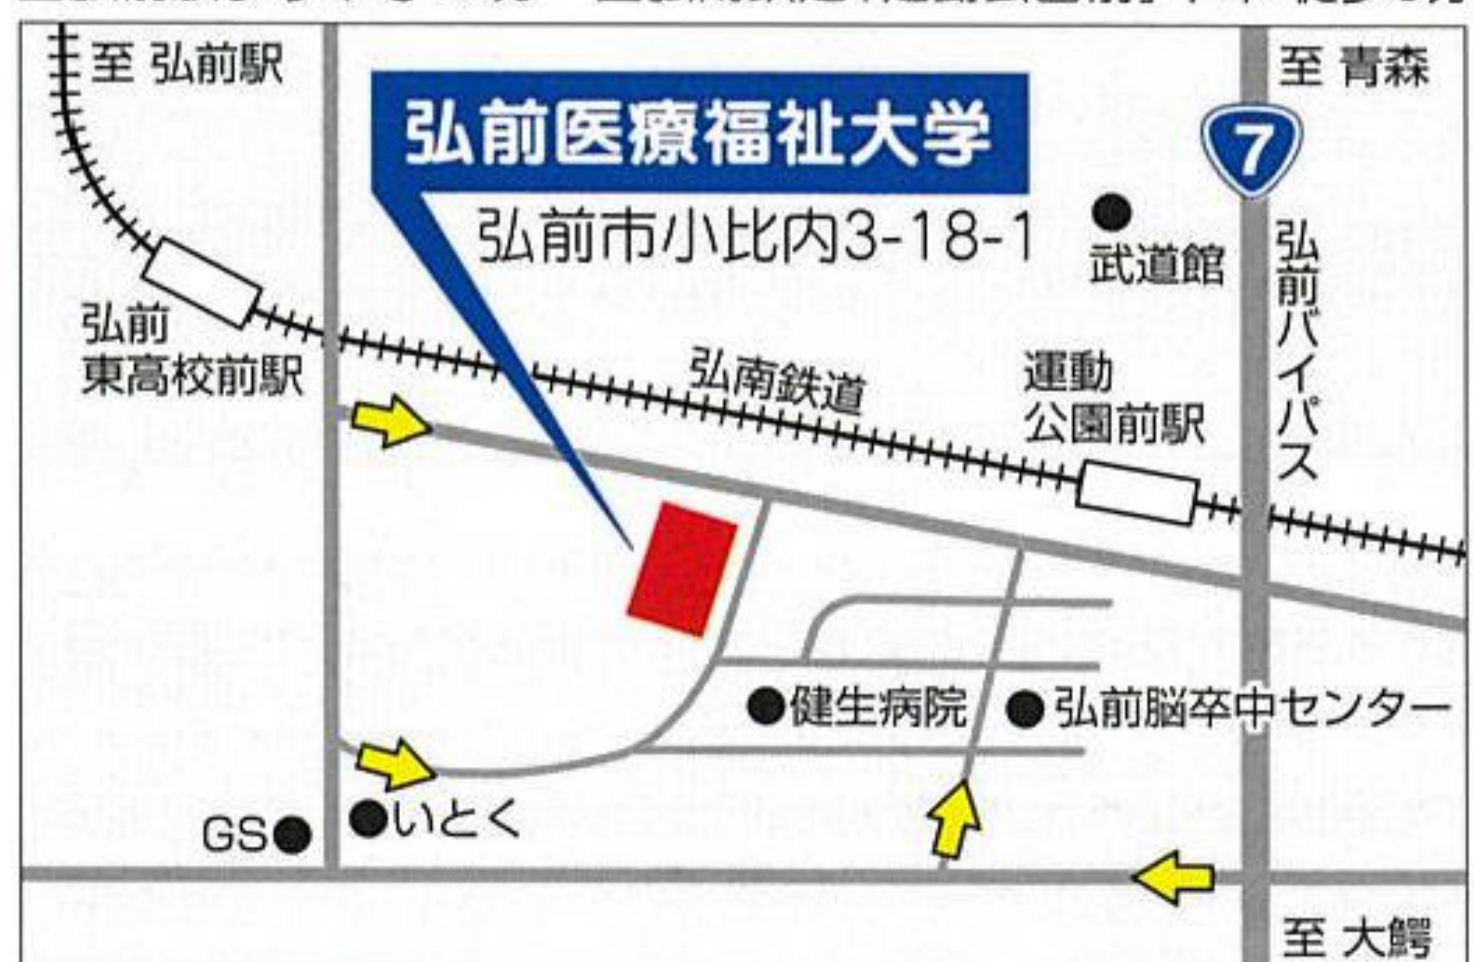 至 弘前駅
至 青森
弘前医療福祉大学
7
弘前市小比内3-18-1
武道館
弘前バイパス
弘前
東高校前駅
弘南鉄道
運動
公園前駅
●健生病院
●弘前脳卒中センター
GS●
●いとく
至 大鰐